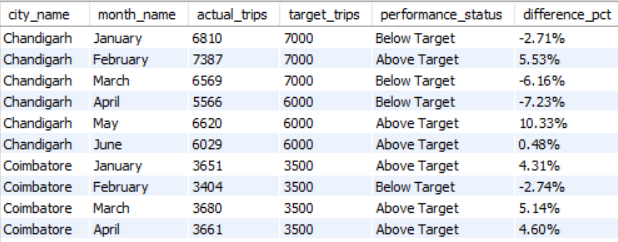 city_name month_name actual_trips target_trips performance_status difference_pct
Chandigarh January 6810 7000 Below Target -2.71%
Chandigarh February 7387 7000 Above Target 5.53%
Chandigarh March 6569 7000 Below Target -6.16%
Chandigarh April 5566 6000 Below Target -7.23%
Chandigarh May 6620 6000 Above Target 10.33%
Chandigarh June 6029 6000 Above Target 0.48%
Coimbatore January 3651 3500 Above Target 4.31%
Coimbatore February 3404 3500 Below Target -2.74%
Coimbatore March 3680 3500 Above Target 5.14%
Coimbatore April 3661 3500 Above Target 4.60%